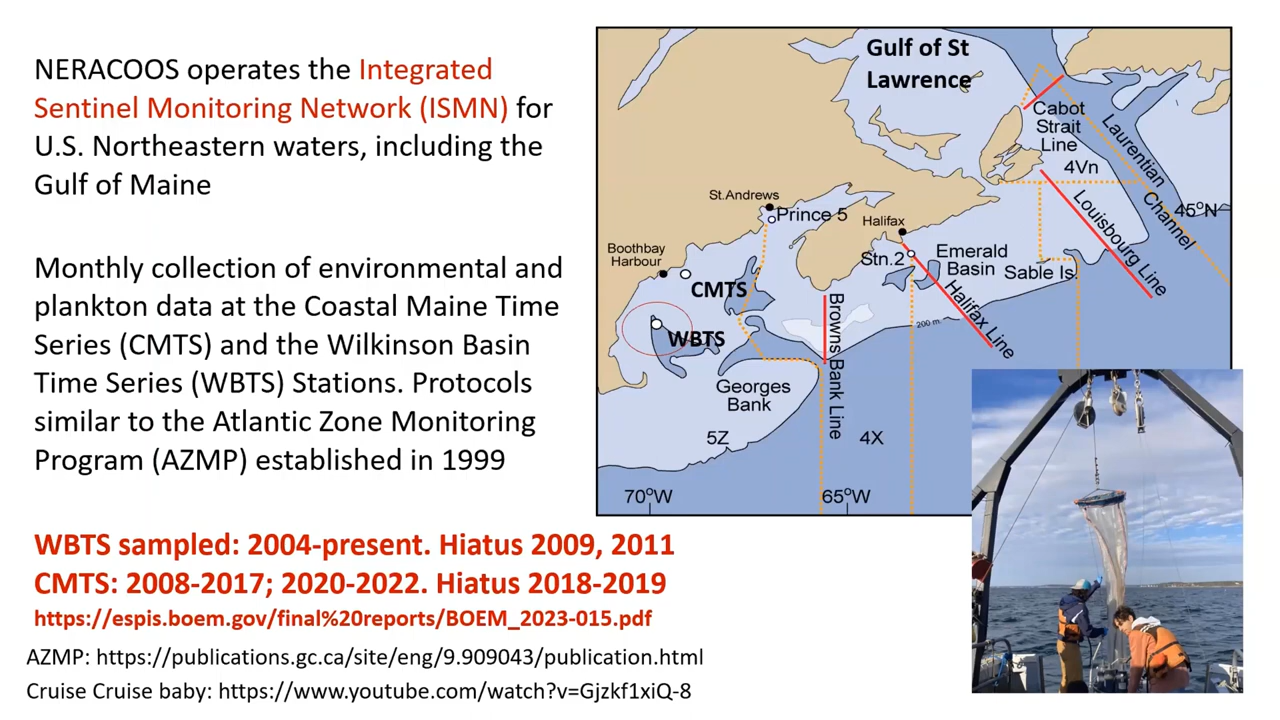 NERACOOS operates the Integrated
Sentinel Monitoring Network (ISMN) for
U.S. Northeastern waters, including the
Gulf of Maine
Monthly collection of environmental and
plankton data at the Coastal Maine Time
Series (CMTS) and the Wilkinson Basin
Time Series (WBTS) Stations. Protocols
similar to the Atlantic Zone Monitoring
Program (AZMP) established in 1999
Gulf of St
Lawrence
Cabot
Strait
Line
4Vn
Laurentian
Channel
45°N
Louisbourg Line
St.Andrews
Prince 5
Halifax
Stn.2
Emerald
Basin
Sable Is.
Boothbay
Harbour
CMTS
WBTS
Browns Bank Line
200 m
Halifax Line
Georges
Bank
5Z
4X
70°W
65°W
WBTS sampled: 2004-present. Hiatus 2009, 2011
CMTS: 2008-2017; 2020-2022. Hiatus 2018-2019
https://espis.boem.gov/final%20reports/BOEM_2023-015.pdf
AZMP: https://publications.gc.ca/site/eng/9.909043/publication.html
Cruise Cruise baby: https://www.youtube.com/watch?v=Gjzkf1xiQ-8